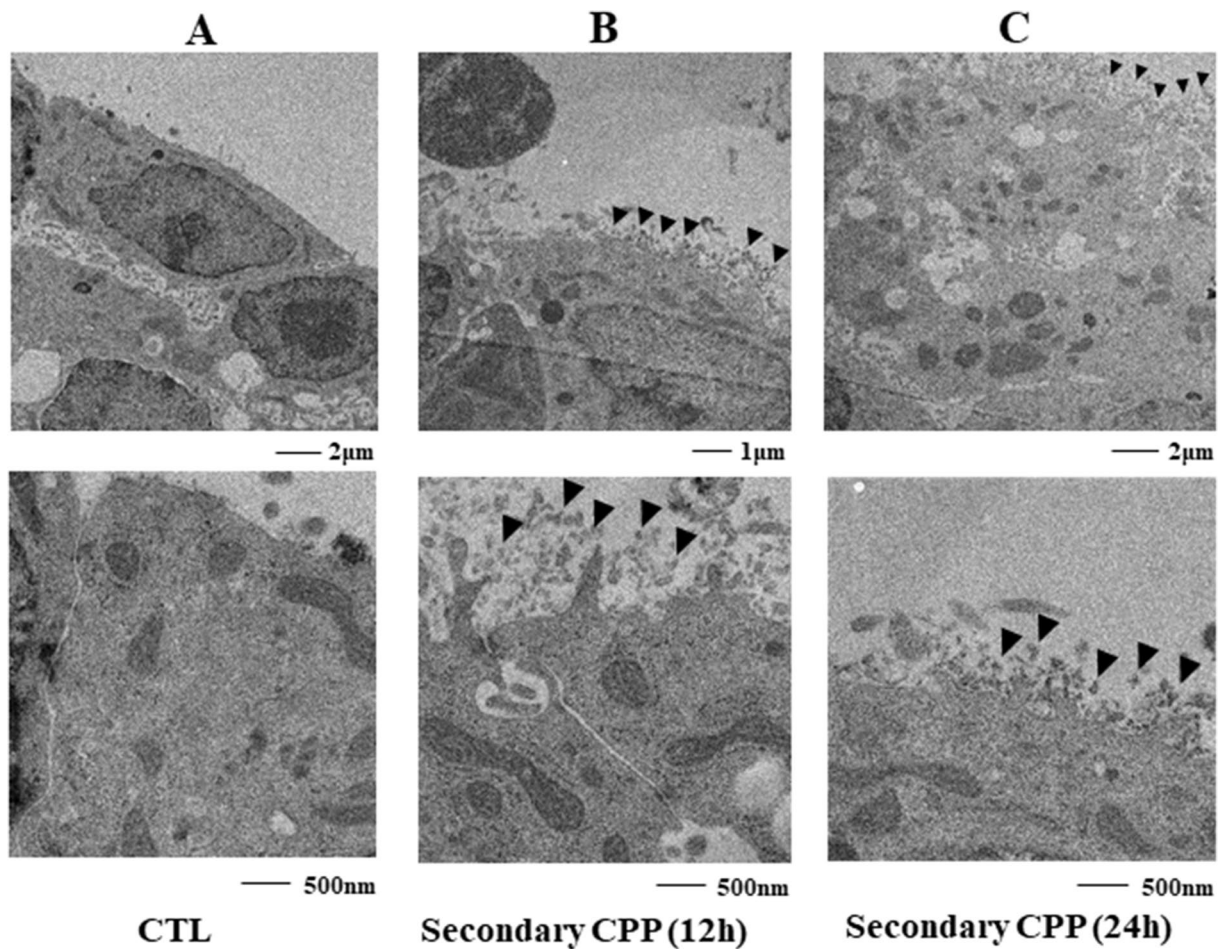 A B C
2μm 1μm 2μm
500nm 500nm 500nm
CTL Secondary CPP (12h) Secondary CPP (24h)